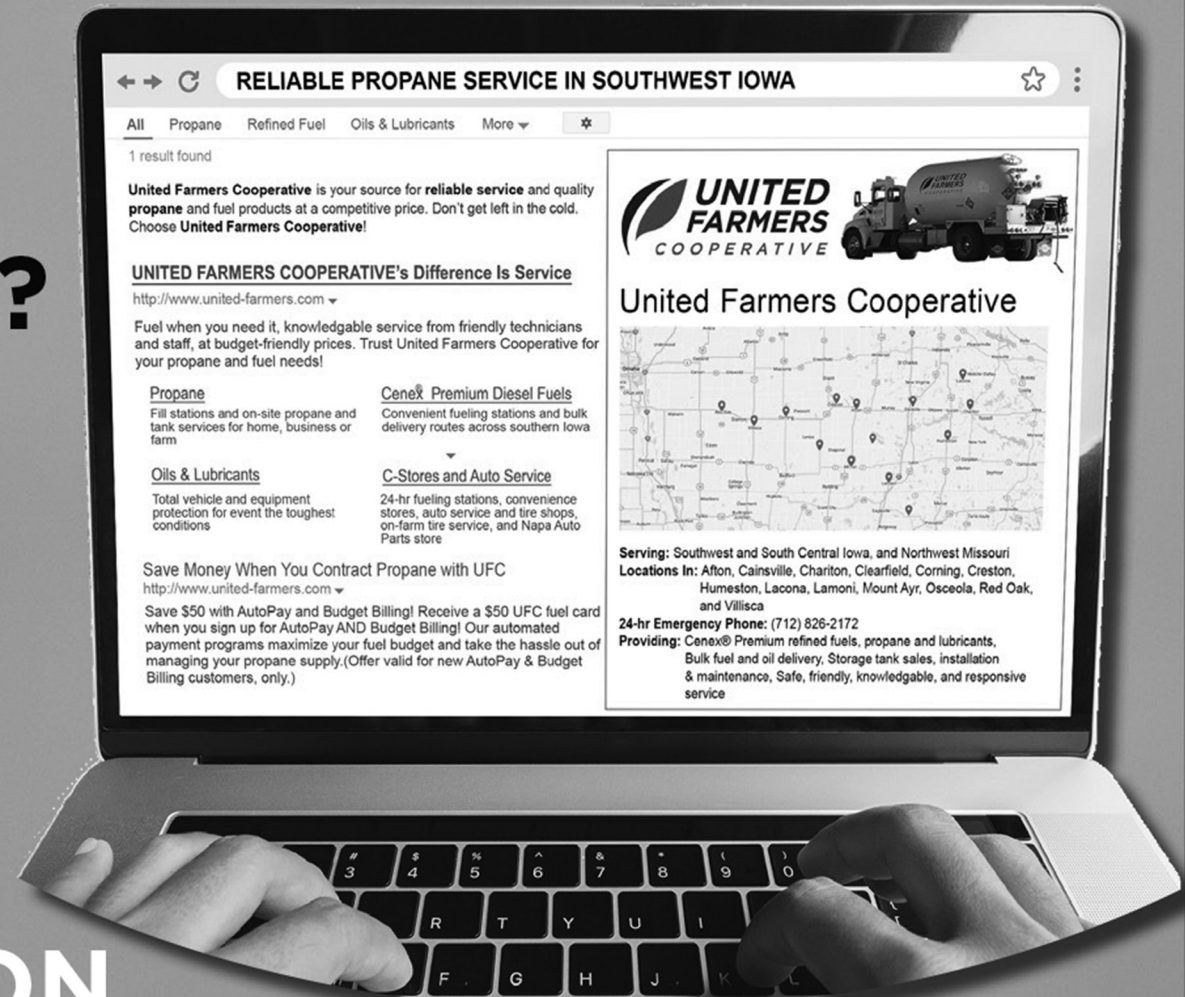 RELIABLE PROPANE SERVICE IN SOUTHWEST IOWA
All Propane Refined Fuel Oils & Lubricants More
1 result found
United Farmers Cooperative is your source for reliable service and quality
propane and fuel products at a competitive price. Don't get left in the cold.
Choose United Farmers Cooperative!
UNITED FARMERS COOPERATIVE's Difference Is Service
http://www.united-farmers.com
Fuel when you need it, knowledgable service from friendly technicians
and staff, at budget-friendly prices. Trust United Farmers Cooperative for
your propane and fuel needs!
Propane
Fill stations and on-site propane and
tank services for home, business or
farm
Cenex® Premium Diesel Fuels
Convenient fueling stations and bulk
delivery routes across southern Iowa
Oils & Lubricants
Total vehicle and equipment
protection for event the toughest
conditions
C-Stores and Auto Service
24-hr fueling stations, convenience
stores, auto service and tire shops,
on-farm tire service, and Napa Auto
Parts store
Save Money When You Contract Propane with UFC
http://www.united-farmers.com
Save $50 with AutoPay and Budget Billing! Receive a $50 UFC fuel card
when you sign up for AutoPay AND Budget Billing! Our automated
payment programs maximize your fuel budget and take the hassle out of
managing your propane supply.(Offer valid for new AutoPay & Budget
Billing customers, only.)
UNITED
FARMERS
COOPERATIVE
UNITED
FARMERS
COOPERATIVE
United Farmers Cooperative
Serving: Southwest and South Central Iowa, and Northwest Missouri
Locations In: Afton, Cainsville, Chariton, Clearfield, Corning, Creston,
Humeston, Lacona, Lamoni, Mount Ayr, Osceola, Red Oak,
and Villisca
24-hr Emergency Phone: (712) 826-2172
Providing: Cenex® Premium refined fuels, propane and lubricants,
Bulk fuel and oil delivery, Storage tank sales, installation
& maintenance, Safe, friendly, knowledgable, and responsive
service
?
# $ % ^ & * ( )
3 4 5 6 7 8 9 0
R T Y U I
F G H J K L
ON